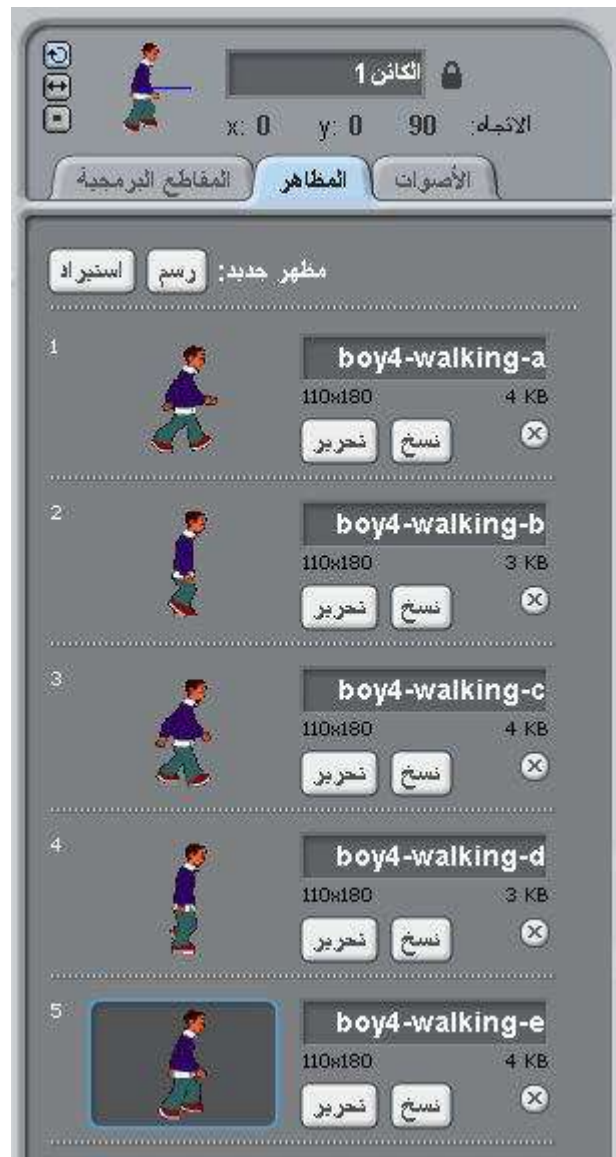 الكائن1
x: 0 y: 0 90 الاتجاه:
المقاطع البرمجية المظاهر الأصوات
مظهر جديد: رسم استيراد
1
boy4-walking-a
110x180 4 KB
تحرير نسخ
2
boy4-walking-b
110x180 3 KB
تحرير نسخ
3
boy4-walking-c
110x180 4 KB
تحرير نسخ
4
boy4-walking-d
110x180 3 KB
تحرير نسخ
5
boy4-walking-e
110x180 4 KB
تحرير نسخ